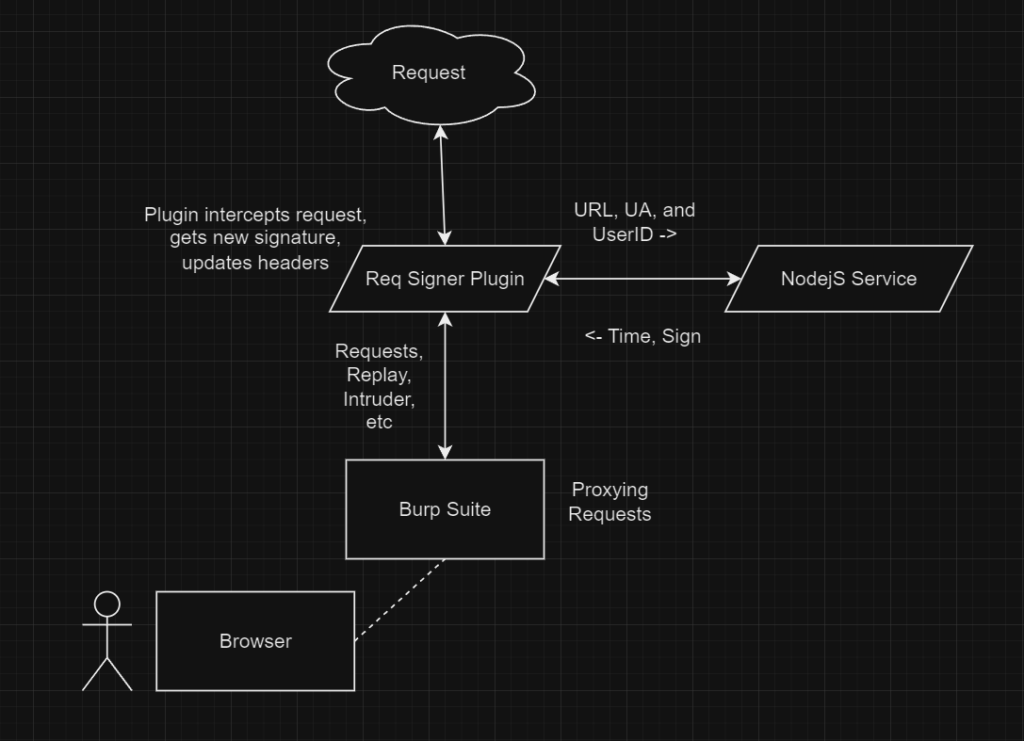 Request
Plugin intercepts request,
gets new signature,
updates headers
URL, UA, and
UserID ->
Req Signer Plugin
NodejS Service
<- Time, Sign
Requests,
Replay,
Intruder,
etc
Burp Suite
Proxying
Requests
Browser